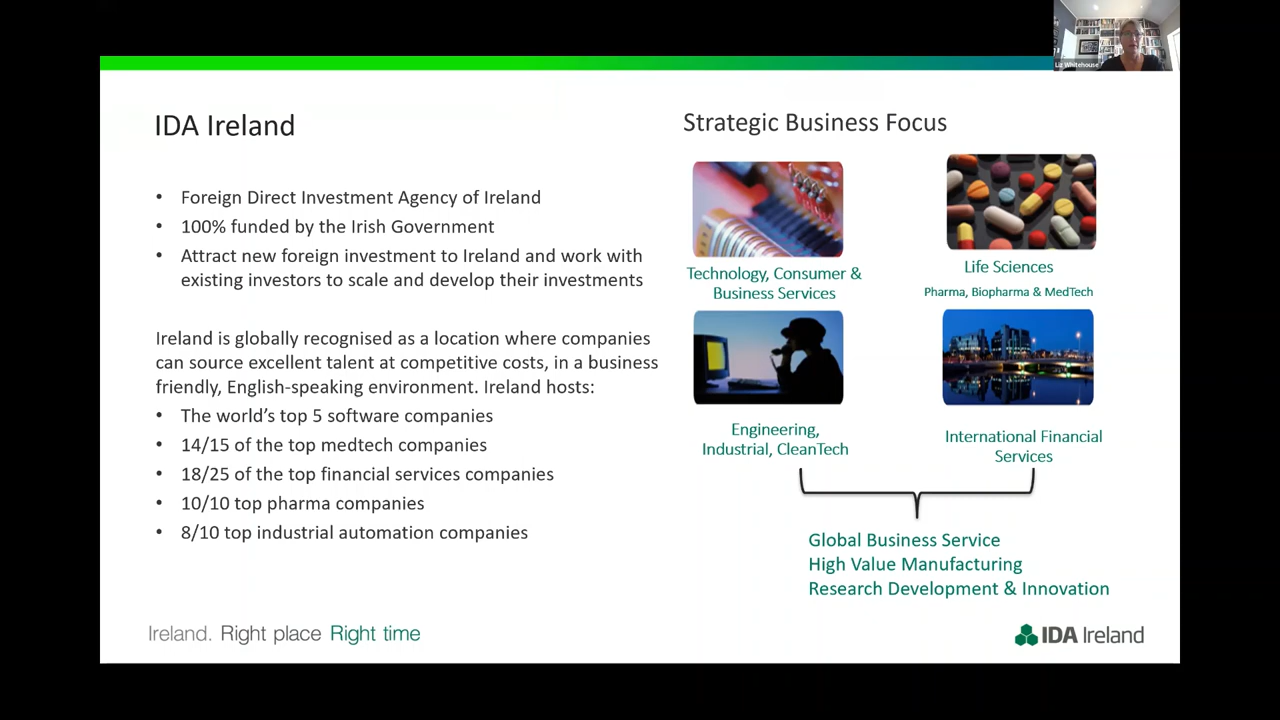 Liz Whitehouse
IDA Ireland
• Foreign Direct Investment Agency of Ireland
• 100% funded by the Irish Government
• Attract new foreign investment to Ireland and work with
existing investors to scale and develop their investments
Ireland is globally recognised as a location where companies
can source excellent talent at competitive costs, in a business
friendly, English-speaking environment. Ireland hosts:
• The world's top 5 software companies
• 14/15 of the top medtech companies
• 18/25 of the top financial services companies
• 10/10 top pharma companies
• 8/10 top industrial automation companies
Strategic Business Focus
Technology, Consumer &
Business Services
Life Sciences
Pharma, Biopharma & MedTech
Engineering,
Industrial, CleanTech
International Financial
Services
Global Business Service
High Value Manufacturing
Research Development & Innovation
Ireland. Right place Right time
IDA Ireland